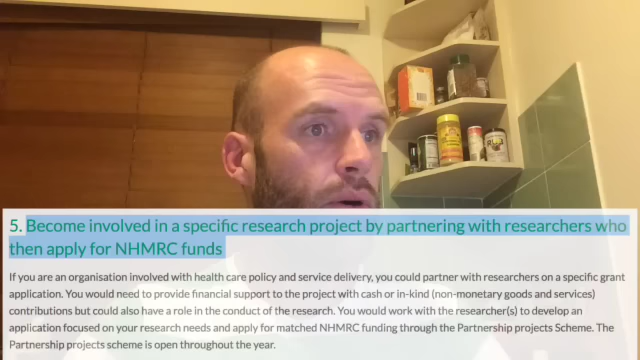 5. Become involved in a specific research project by partnering with researchers who
then apply for NHMRC funds
If you are an organisation involved with health care policy and service delivery, you could partner with researchers on a specific grant
application. You would need to provide financial support to the project with cash or in-kind (non-monetary goods and services)
contributions but could also have a role in the conduct of the research. You would work with the researcher(s) to develop an
application focused on your research needs and apply for matched NHMRC funding through the Partnership projects Scheme. The
Partnership projects scheme is open throughout the year.